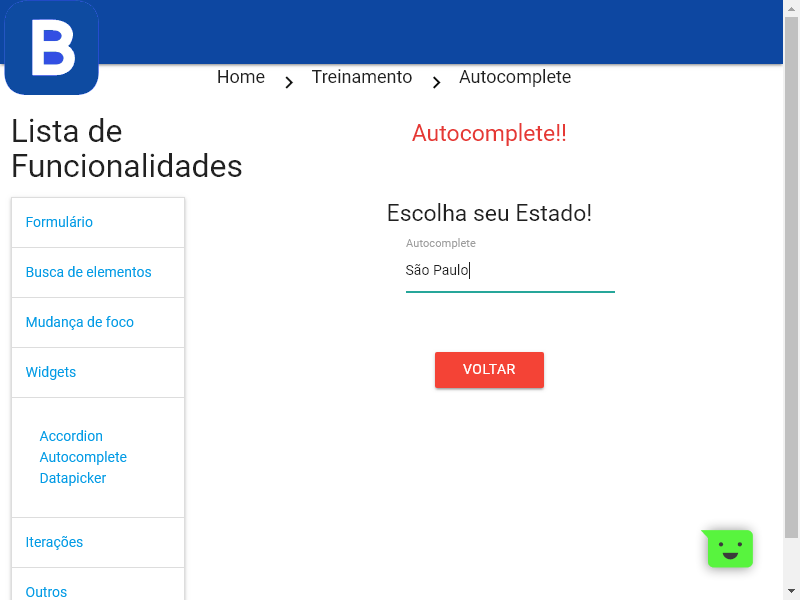 B
Home Treinamento Autocomplete
Lista de
Funcionalidades
Autocomplete!!
Formulário
Busca de elementos
Mudança de foco
Widgets
Accordion
Autocomplete
Datapicker
Iterações
Outros
Escolha seu Estado!
Autocomplete
São Paulo
VOLTAR